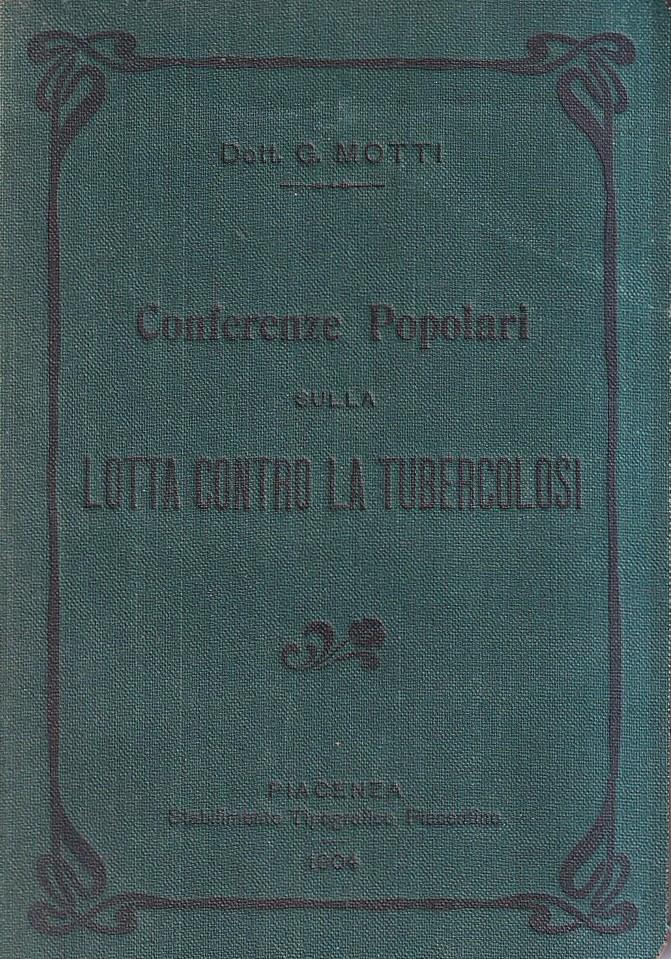 Dott. G. MOTTI
Conferenze Popolari
SULLA
LOTTA CONTRO LA TUBERCOLOSI
PIACENZA
Stabilimento Tipografico Piacentino
1904